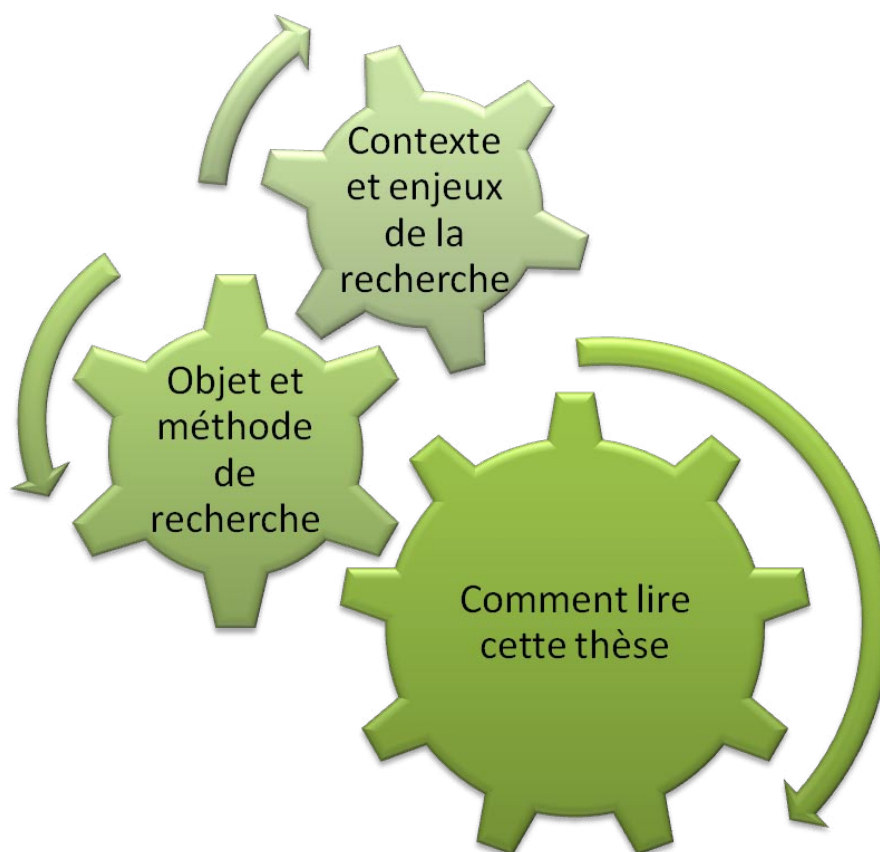 Contexte
et enjeux
de la
recherche
Objet et
méthode
de
recherche
Comment lire
cette thèse